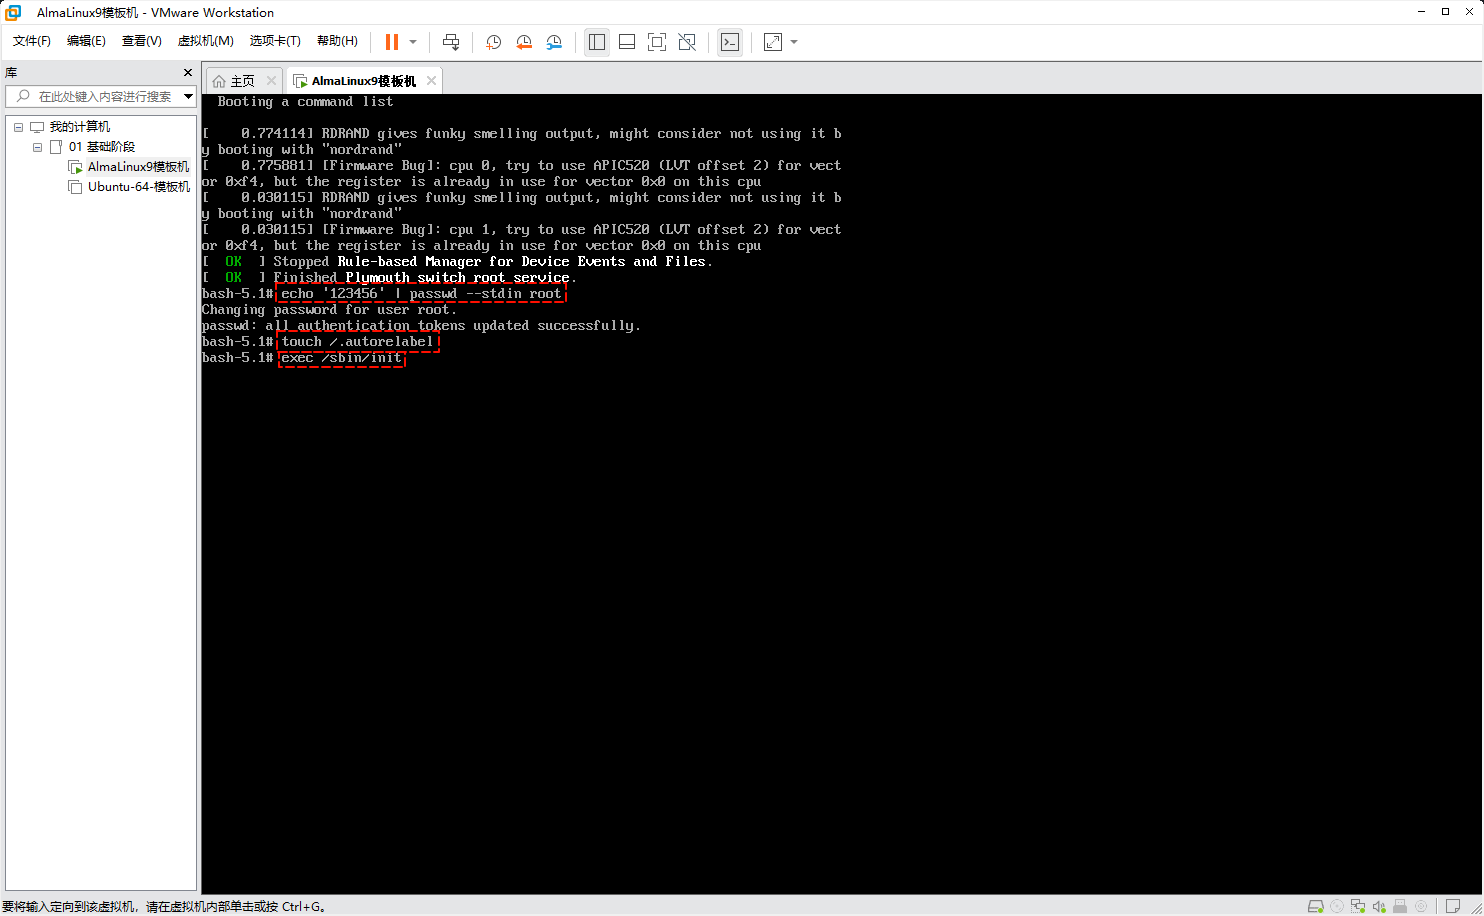 AlmaLinux9模板机 - VMware Workstation
文件(F) 编辑(E) 查看(V) 虚拟机(M) 选项卡(T) 帮助(H)
库
在此处键入内容进行搜索
我的计算机
01 基础阶段
AlmaLinux9模板机
Ubuntu-64-模板机
主页
AlmaLinux9模板机
Booting a command list
[    0.774114] RDRAND gives funky smelling output, might consider not using it b
y booting with "nordrand"
[    0.775881] [Firmware Bug]: cpu 0, try to use APIC520 (LVT offset 2) for vect
or 0xf4, but the register is already in use for vector 0x0 on this cpu
[    0.030115] RDRAND gives funky smelling output, might consider not using it b
y booting with "nordrand"
[    0.030115] [Firmware Bug]: cpu 1, try to use APIC520 (LVT offset 2) for vect
or 0xf4, but the register is already in use for vector 0x0 on this cpu
[  OK  ] Stopped Rule-based Manager for Device Events and Files.
[  OK  ] Finished Plymouth switch root service.
bash-5.1# echo '123456' | passwd --stdin root
Changing password for user root.
passwd: all authentication tokens updated successfully.
bash-5.1# touch /.autorelabel
bash-5.1# exec /sbin/init
要将输入定向到该虚拟机，请在虚拟机内部单击或按 Ctrl+G。